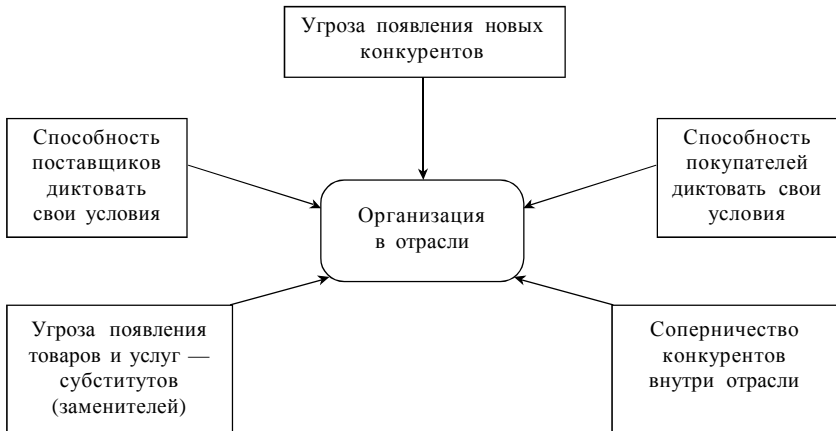 Угроза появления новых
конкурентов
Способность
поставщиков
диктовать
свои условия
Способность
покупателей
диктовать свои
условия
Организация
в отрасли
Угроза появления
товаров и услуг —
субститутов
(заменителей)
Соперничество
конкурентов
внутри отрасли